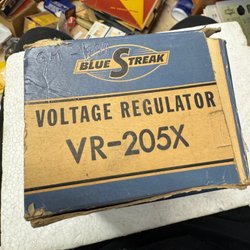 BLUE STREAK
VOLTAGE REGULATOR
VR-205X